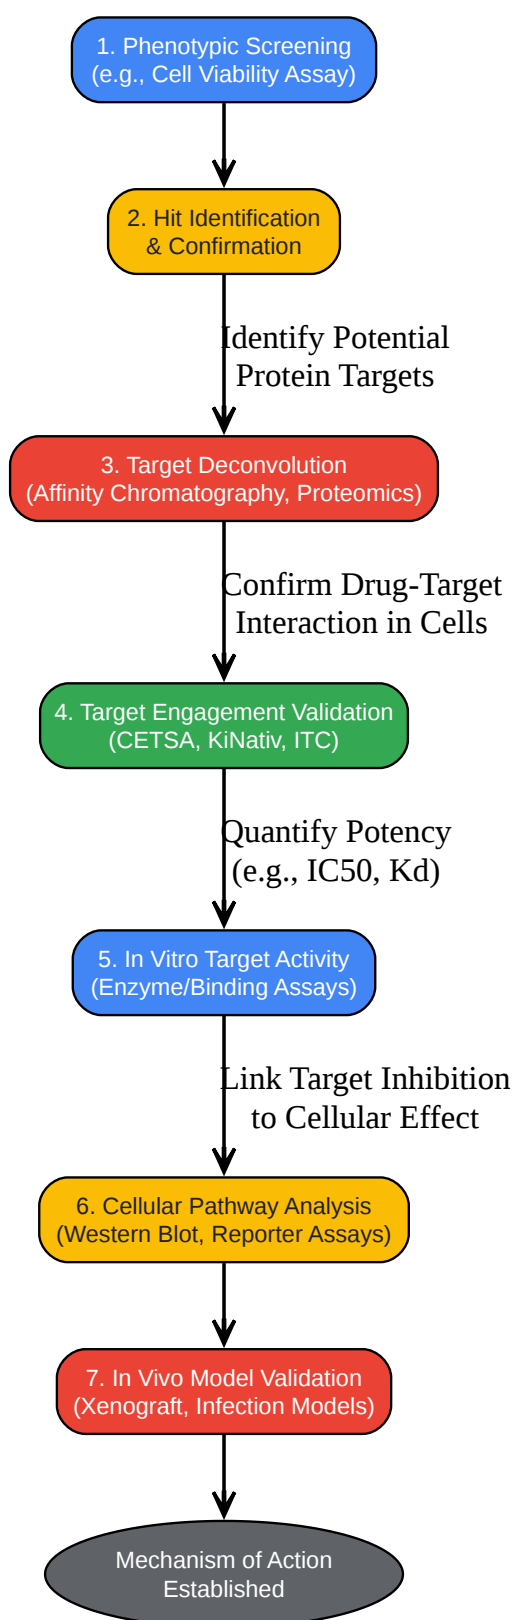 1. Phenotypic Screening
(e.g., Cell Viability Assay)
2. Hit Identification
& Confirmation
Identify Potential
Protein Targets
3. Target Deconvolution
(Affinity Chromatography, Proteomics)
Confirm Drug-Target
Interaction in Cells
4. Target Engagement Validation
(CETSA, KiNativ, ITC)
Quantify Potency
(e.g., IC50, Kd)
5. In Vitro Target Activity
(Enzyme/Binding Assays)
Link Target Inhibition
to Cellular Effect
6. Cellular Pathway Analysis
(Western Blot, Reporter Assays)
7. In Vivo Model Validation
(Xenograft, Infection Models)
Mechanism of Action
Established